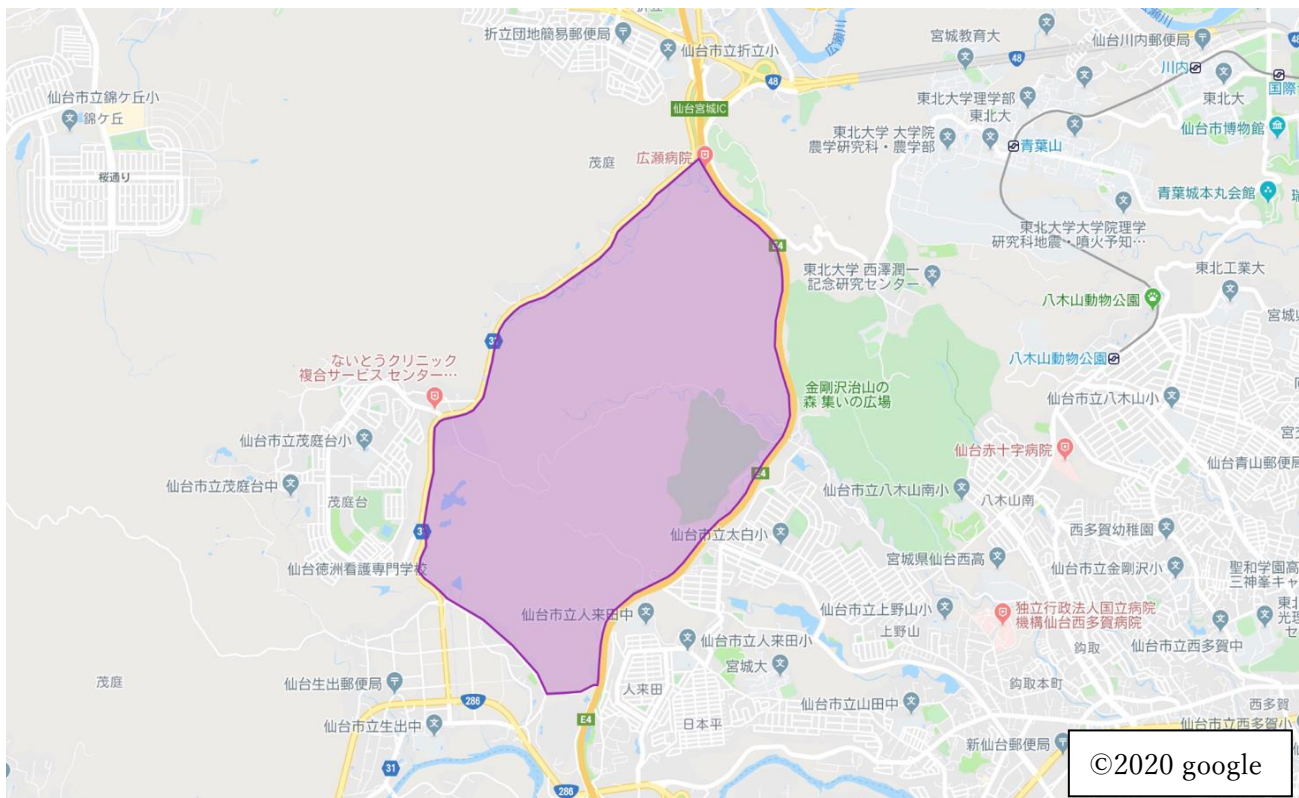 折立団地簡易郵便局
仙台市立折立小
宮城教育大
仙台川内郵便局
48
48
川内
国際
仙台市立錦ケ丘小
錦ケ丘
仙台宮城IC
東北大学理学部
東北大
東北大
仙台市博物館
東北大学 大学院
農学研究科・農学部
青葉山
広瀬病院
茂庭
桜通り
青葉城本丸会館
東北大学大学院理学
研究科地震・噴火予知…
E4
東北大学 西澤潤一
記念研究センター
東北工業大
八木山動物公園
ないとうクリニック
複合サービス センター…
八木山動物公園
金剛沢治山の
森 集いの広場
仙台市立八木山小
仙台市立茂庭台小
仙台赤十字病院
仙台青山郵便局
仙台市立茂庭台中
E4
仙台市立八木山南小
八木山南
茂庭台
仙台市立太白小
西多賀幼稚園
宮城県仙台西高
仙台市立金剛沢小
聖和学園高
三神峯キャ
仙台徳洲看護専門学校
仙台市立人来田中
仙台市立上野山小
上野山
独立行政法人国立病院
機構仙台西多賀病院
仙台市立人来田小
宮城大
鈎取
仙台市立西多賀中
茂庭
仙台生出郵便局
人来田
鈎取本町
286
仙台市立山田中
西多賀
仙台市立生出中
E4
日本平
仙台市立西多賀小
新仙台郵便局
31
286
©2020 google